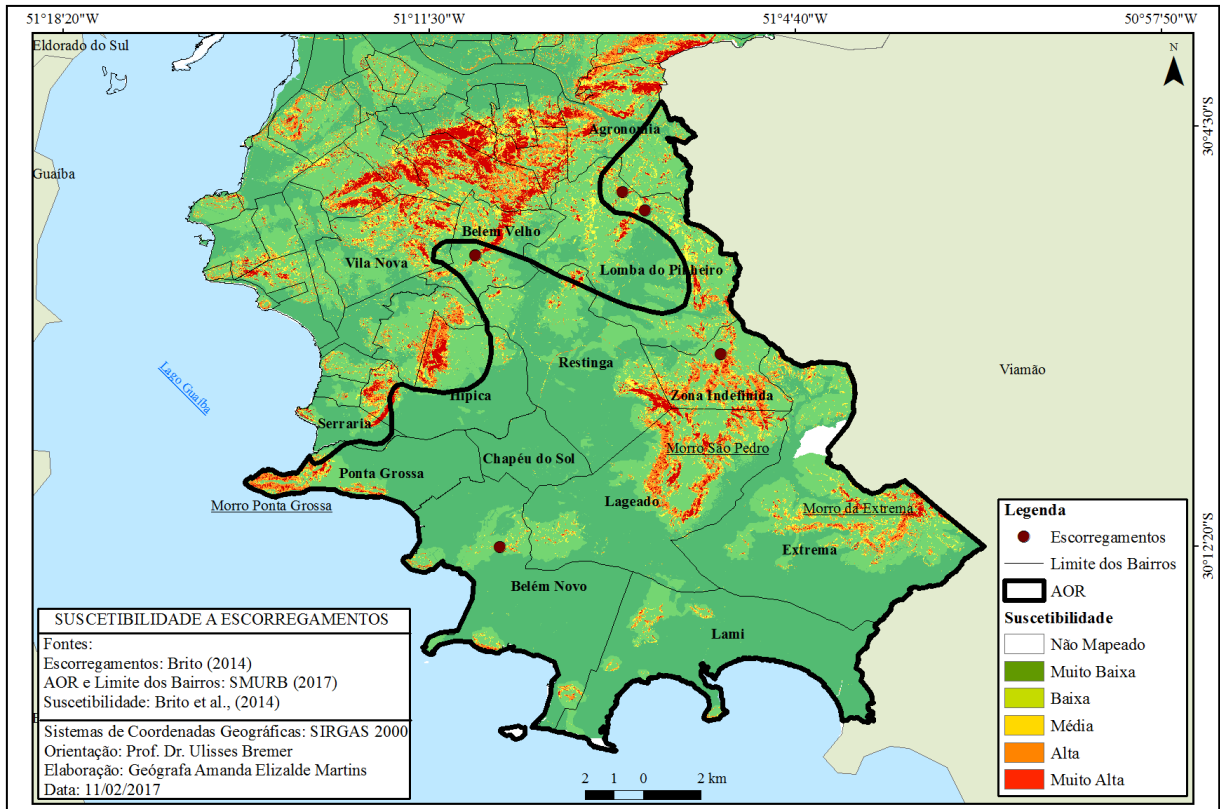 51°18'20"W
51°11'30"W
51°4'40"W
50°57'50"W
Eldorado do Sul
N
30°4'30"S
Agronomia
Guaíba
Belém Velho
Vila Nova
Lomba do Pinheiro
Restinga
Viamão
Lago Guaíba
Zona Indefinida
Hípica
Serraria
Morro São Pedro
Chapéu do Sol
Ponta Grossa
Lageado
Morro Ponta Grossa
Morro da Extrema
Extrema
30°12'20"S
Belém Novo
Lami
Legenda
Escorregamentos
Limite dos Bairros
AOR
Suscetibilidade
Não Mapeado
Muito Baixa
Baixa
Média
Alta
Muito Alta
SUSCETIBILIDADE A ESCORREGAMENTOS
Fontes:
Escorregamentos: Brito (2014)
AOR e Limite dos Bairros: SMURB (2017)
Suscetibilidade: Brito et al., (2014)
Sistemas de Coordenadas Geográficas: SIRGAS 2000
Orientação: Prof. Dr. Ulisses Bremer
Elaboração: Geógrafa Amanda Elizalde Martins
Data: 11/02/2017
2 1 0 2 km